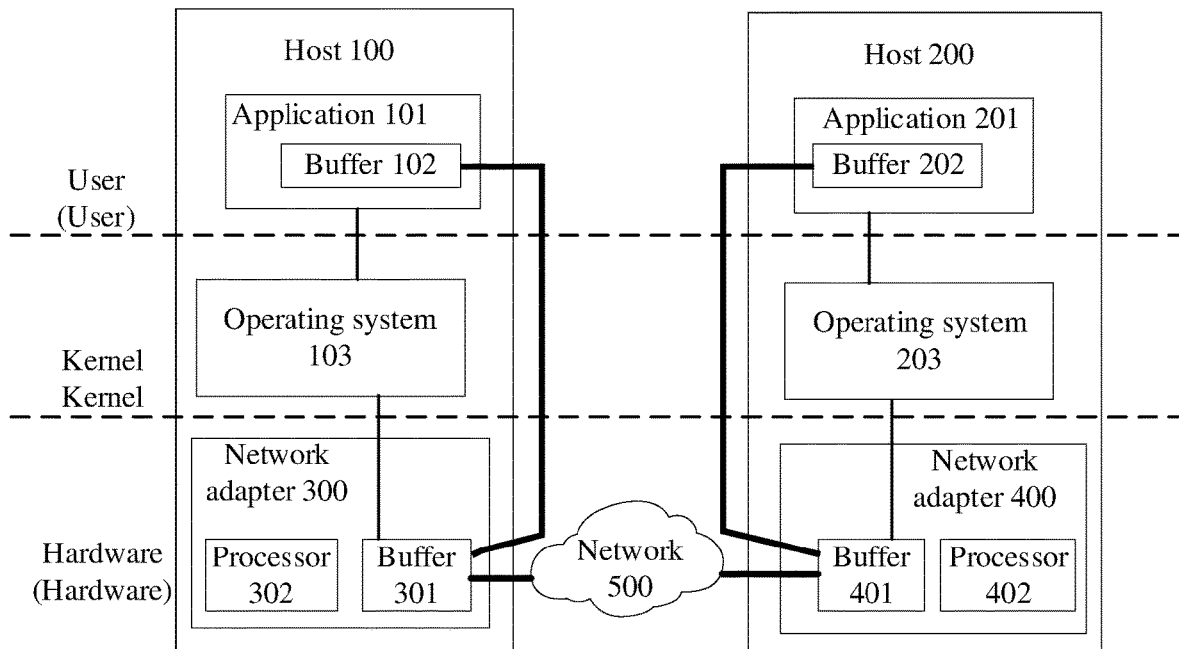 Host 100
Application 101
Buffer 102
Host 200
Application 201
Buffer 202
User
(User)
Operating system
103
Operating system
203
Kernel
Kernel
Network
adapter 300
Processor
302
Buffer
301
Network
500
Network
adapter 400
Buffer
401
Processor
402
Hardware
(Hardware)